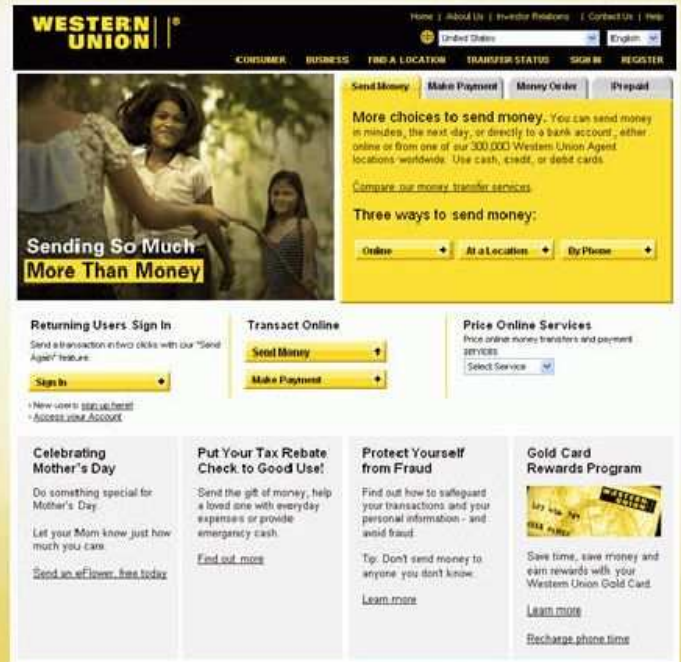 WESTERN
UNION
Home | About Us | Investor Relations | Contact Us | Help
United States
English
CONSUMER BUSINESS FIND A LOCATION TRANSFER STATUS SIGN IN REGISTER
Sending So Much
More Than Money
Send Money Make Payment Money Order Prepaid
More choices to send money. You can send money
in minutes, the next day, or directly to a bank account, either
online or from one of our 300,000 Western Union Agent
locations worldwide. Use cash, credit, or debit cards.
Compare our money transfer services.
Three ways to send money:
Online
At a Location
By Phone
Returning Users Sign In
Send a transaction in two clicks with our "Send
Again" feature.
Sign In
New users: sign up here!
Access your Account
Transact Online
Send Money
Make Payment
Price Online Services
Price online money transfers and payment
services
Select Service
Celebrating
Mother's Day
Do something special for
Mother's Day.
Let your Mom know just how
much you care.
Send an eFlower, free today
Put Your Tax Rebate
Check to Good Use!
Send the gift of money, help
a loved one with everyday
expenses or provide
emergency cash.
Find out more
Protect Yourself
from Fraud
Find out how to safeguard
your transactions and your
personal information - and
avoid fraud.
Tip: Don't send money to
anyone you don't know.
Learn more
Gold Card
Rewards Program
WESTERN
UNION
Save time, save money and
earn rewards with your
Western Union Gold Card.
Learn more
Recharge phone time